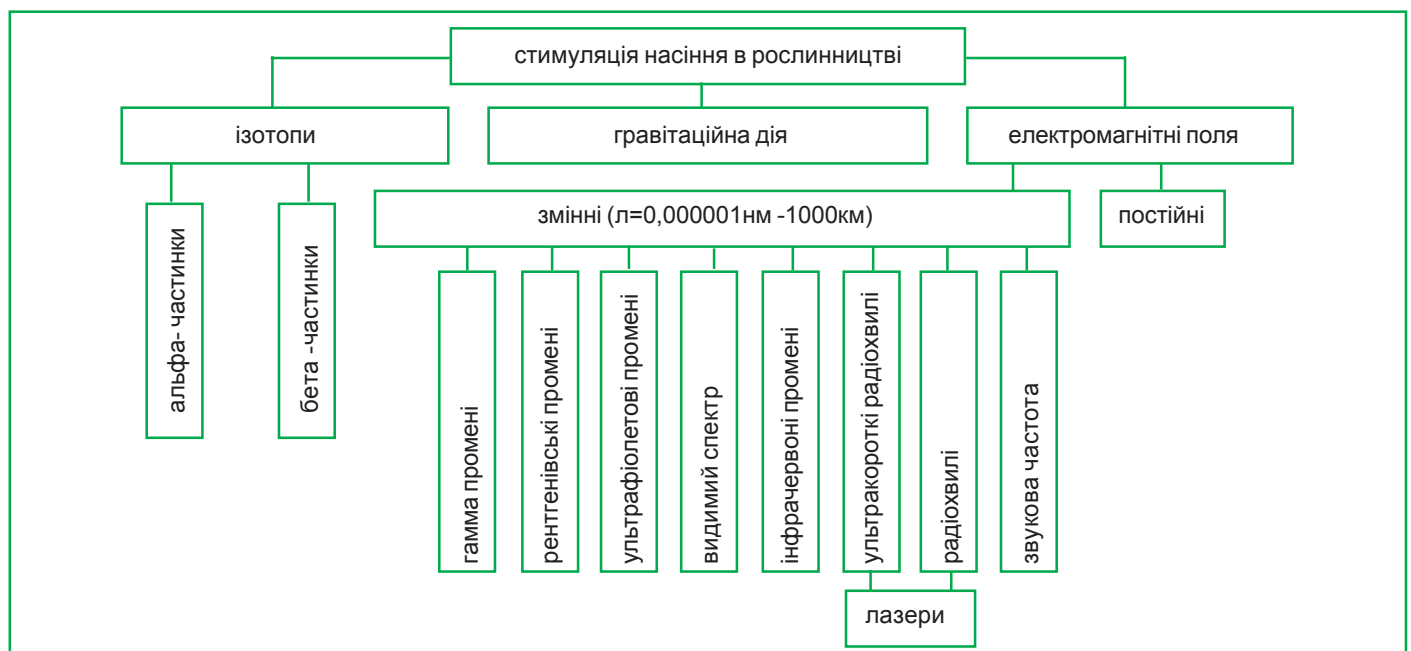 стимуляція насіння в рослинництві
ізотопи
гравітаційна дія
електромагнітні поля
альфа- частинки
бета -частинки
змінні (л=0,000001нм -1000км)
постійні
гамма промені
рентгенівські промені
ультрафіолетові промені
видимий спектр
інфрачервоні промені
ультракороткі радіохвилі
радіохвилі
звукова частота
лазери